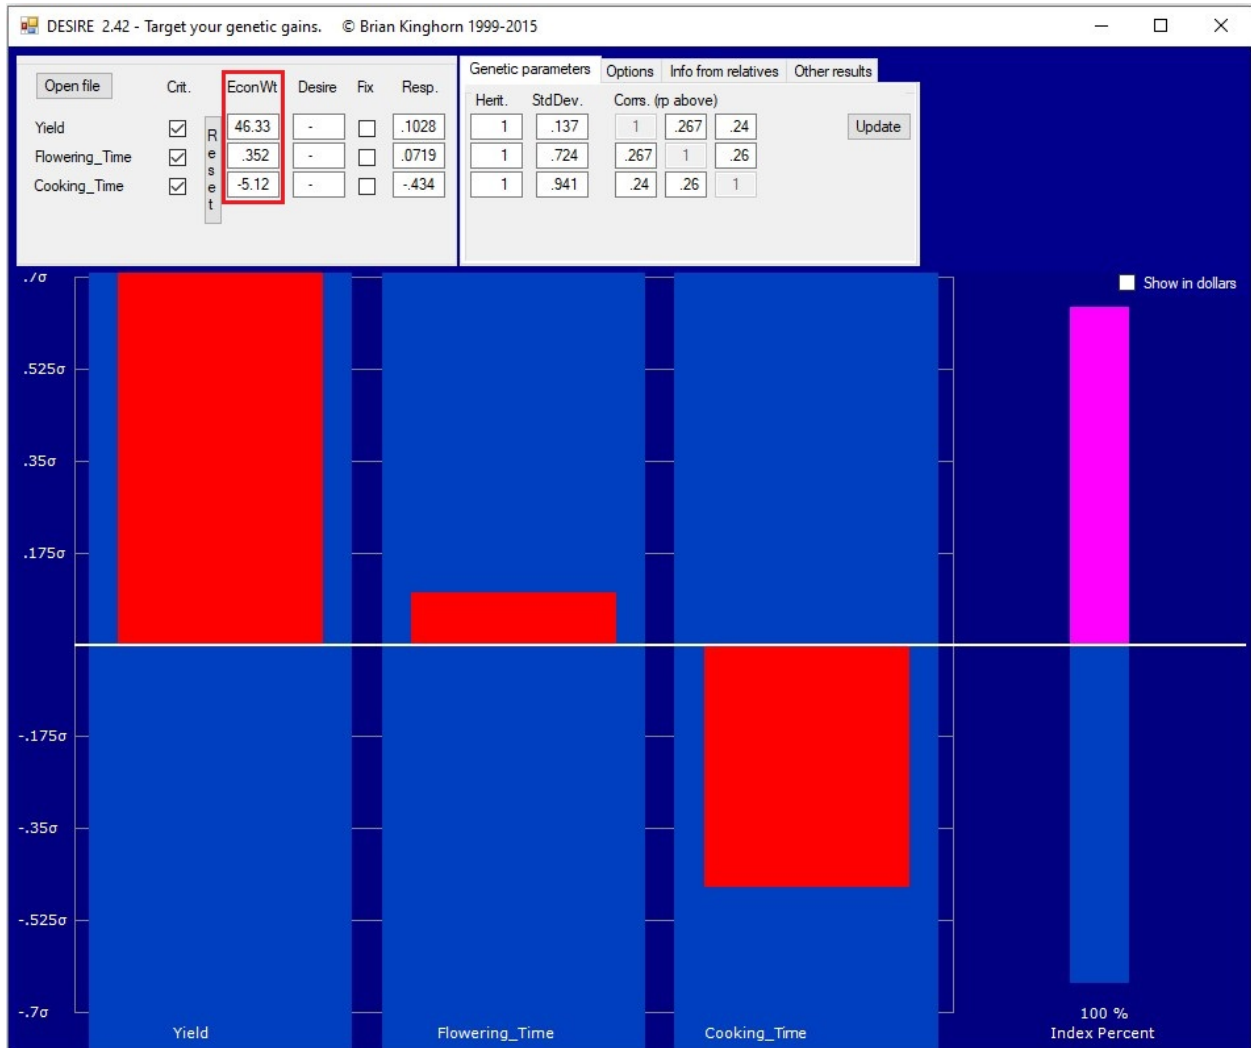 DESIRE 2.42 - Target your genetic gains. © Brian Kinghorn 1999-2015
Open file Crit. EconWt Desire Fix Resp.
Reset
Yield 46.33 - .1028
Flowering_Time .352 - .0719
Cooking_Time -5.12 - -.434
Genetic parameters Options Info from relatives Other results
Herit. StdDev. Corrs. (rp above)
1 .137 1 .267 .24 Update
1 .724 .267 1 .26
1 .941 .24 .26 1
Show in dollars
.7σ
.525σ
.35σ
.175σ
-.175σ
-.35σ
-.525σ
-.7σ
Yield Flowering_Time Cooking_Time
100 %
Index Percent